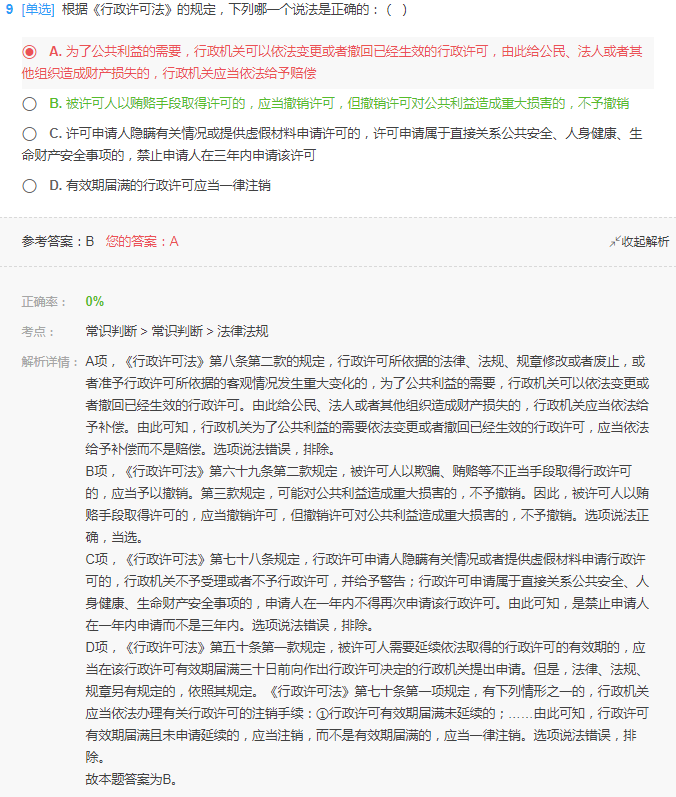 9 [单选] 根据《行政许可法》的规定，下列哪一个说法是正确的：（  ）
A. 为了公共利益的需要，行政机关可以依法变更或者撤回已经生效的行政许可，由此给公民、法人或者其
他组织造成财产损失的，行政机关应当依法给予赔偿
B. 被许可人以贿赂手段取得许可的，应当撤销许可，但撤销许可对公共利益造成重大损害的，不予撤销
C. 许可申请人隐瞒有关情况或提供虚假材料申请许可的，许可申请属于直接关系公共安全、人身健康、生
命财产安全事项的，禁止申请人在三年内申请该许可
D. 有效期届满的行政许可应当一律注销
参考答案：B 您的答案：A 收起解析
正确率： 0%
考点： 常识判断 > 常识判断 > 法律法规
解析详情： A项，《行政许可法》第八条第二款的规定，行政许可所依据的法律、法规、规章修改或者废止，或
者准予行政许可所依据的客观情况发生重大变化的，为了公共利益的需要，行政机关可以依法变更或
者撤回已经生效的行政许可。由此给公民、法人或者其他组织造成财产损失的，行政机关应当依法给
予补偿。由此可知，行政机关为了公共利益的需要依法变更或者撤回已经生效的行政许可，应当依法
给予补偿而不是赔偿。选项说法错误，排除。
B项，《行政许可法》第六十九条第二款规定，被许可人以欺骗、贿赂等不正当手段取得行政许可
的，应当予以撤销。第三款规定，可能对公共利益造成重大损害的，不予撤销。因此，被许可人以贿
赂手段取得许可的，应当撤销许可，但撤销许可对公共利益造成重大损害的，不予撤销。选项说法正
确，当选。
C项，《行政许可法》第七十八条规定，行政许可申请人隐瞒有关情况或者提供虚假材料申请行政许
可的，行政机关不予受理或者不予行政许可，并给予警告；行政许可申请属于直接关系公共安全、人
身健康、生命财产安全事项的，申请人在一年内不得再次申请该行政许可。由此可知，是禁止申请人
在一年内申请而不是三年内。选项说法错误，排除。
D项，《行政许可法》第五十条第一款规定，被许可人需要延续依法取得的行政许可的有效期的，应
当在该行政许可有效期届满三十日前向作出行政许可决定的行政机关提出申请。但是，法律、法规、
规章另有规定的，依照其规定。《行政许可法》第七十条第一项规定，有下列情形之一的，行政机关
应当依法办理有关行政许可的注销手续：①行政许可有效期届满未延续的；……由此可知，行政许可
有效期届满且未申请延续的，应当注销，而不是有效期届满的，应当一律注销。选项说法错误，排
除。
故本题答案为B。